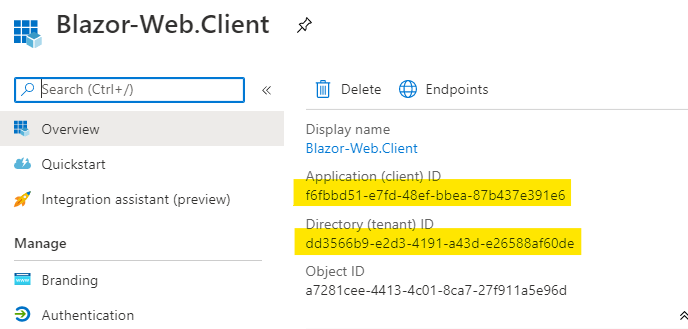 Blazor-Web.Client
Search (Ctrl+/)
«
Delete
Endpoints
Overview
Quickstart
Integration assistant (preview)
Manage
Branding
Authentication
Display name
Blazor-Web.Client
Application (client) ID
f6fbbd51-e7fd-48ef-bbea-87b437e391e6
Directory (tenant) ID
dd3566b9-e2d3-4191-a43d-e26588af60de
Object ID
a7281cee-4413-4c01-8ca7-27f911a5e96d